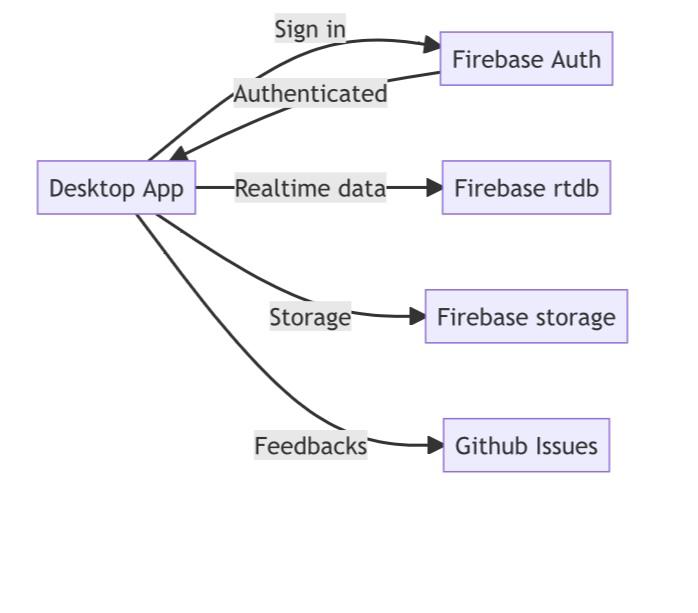 Sign in
Firebase Auth
Authenticated
Desktop App
Realtime data
Firebase rtdb
Storage
Firebase storage
Feedbacks
Github Issues